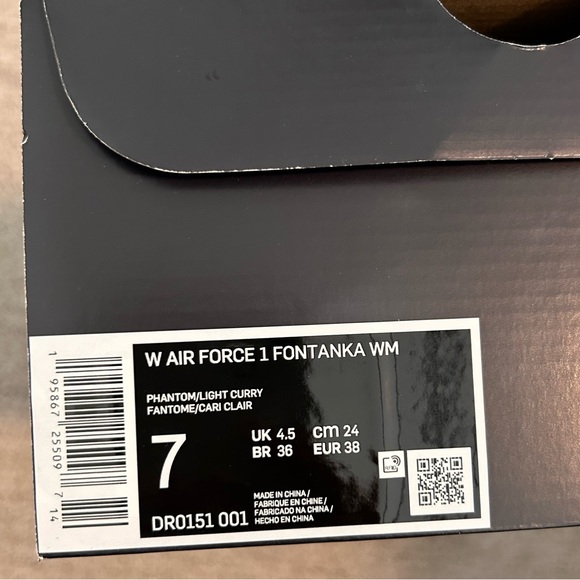 W AIR FORCE 1 FONTANKA WM
PHANTOM/LIGHT CURRY
FANTOME/CARI CLAIR
7
UK 4.5 cm 24
BR 36 EUR 38
MADE IN CHINA /
FABRIQUE EN CHINE /
FABRICADO NA CHINA /
HECHO EN CHINA
DR0151 001
1 95867 25509 7 14